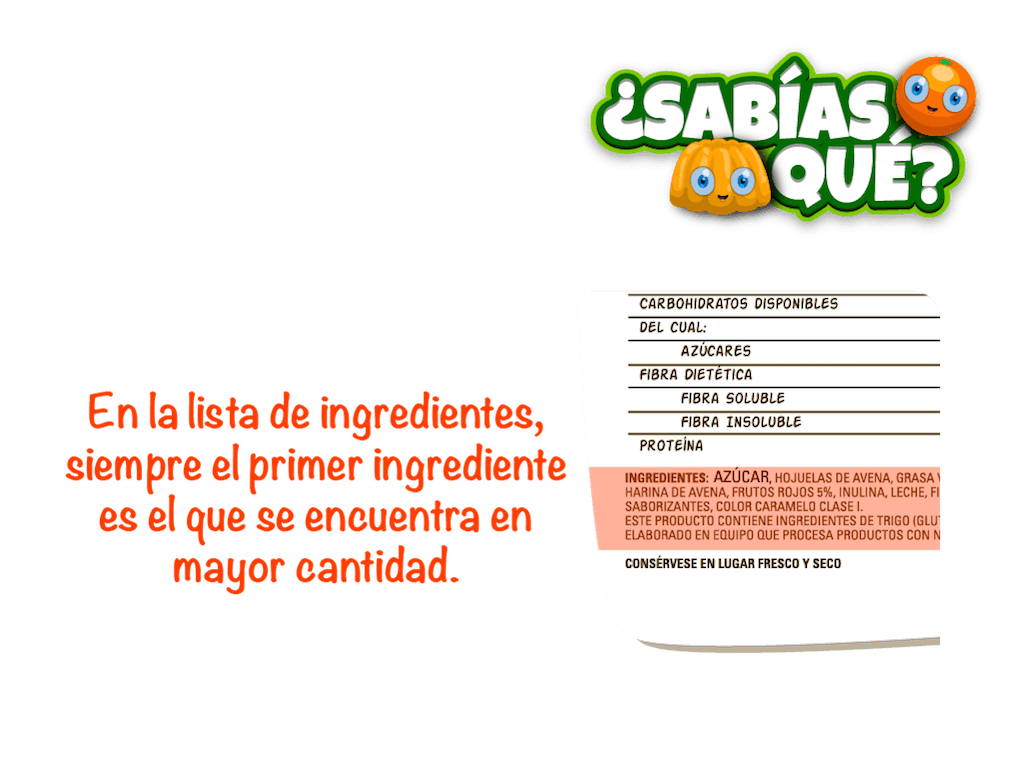 ¿SABÍAS
QUÉ?
En la lista de ingredientes,
siempre el primer ingrediente
es el que se encuentra en
mayor cantidad.
CARBOHIDRATOS DISPONIBLES
DEL CUAL:
AZÚCARES
FIBRA DIETÉTICA
FIBRA SOLUBLE
FIBRA INSOLUBLE
PROTEÍNA
INGREDIENTES: AZÚCAR, HOJUELAS DE AVENA, GRASA
HARINA DE AVENA, FRUTOS ROJOS 5%, INULINA, LECHE,
SABORIZANTES, COLOR CARAMELO CLASE I.
ESTE PRODUCTO CONTIENE INGREDIENTES DE TRIGO
ELABORADO EN EQUIPO QUE PROCESA PRODUCTOS CON
CONSÉRVESE EN LUGAR FRESCO Y SECO